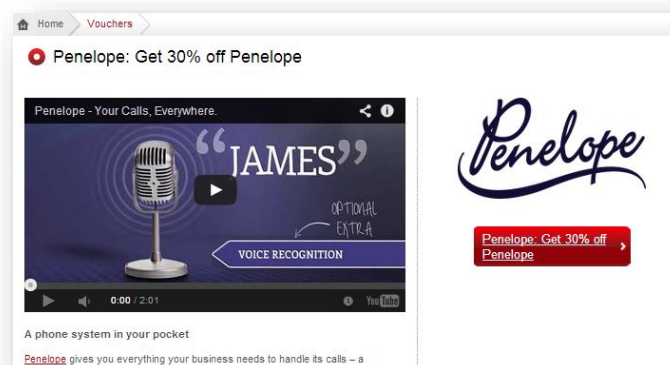 Home
Vouchers
Penelope: Get 30% off Penelope
Penelope - Your Calls, Everywhere.
“JAMES”
OPTIONAL
EXTRA
VOICE RECOGNITION
0:00 / 2:01
YouTube
Penelope
Penelope: Get 30% off
Penelope
A phone system in your pocket
Penelope gives you everything your business needs to handle its calls – a